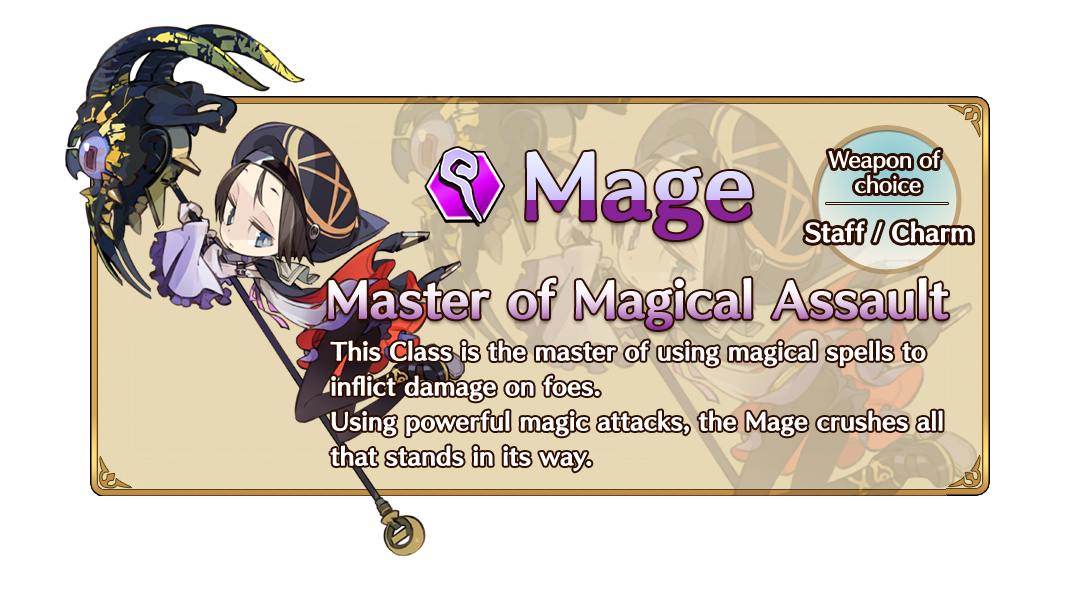 Mage
Weapon of
choice
Staff / Charm
Master of Magical Assault
This Class is the master of using magical spells to
inflict damage on foes.
Using powerful magic attacks, the Mage crushes all
that stands in its way.